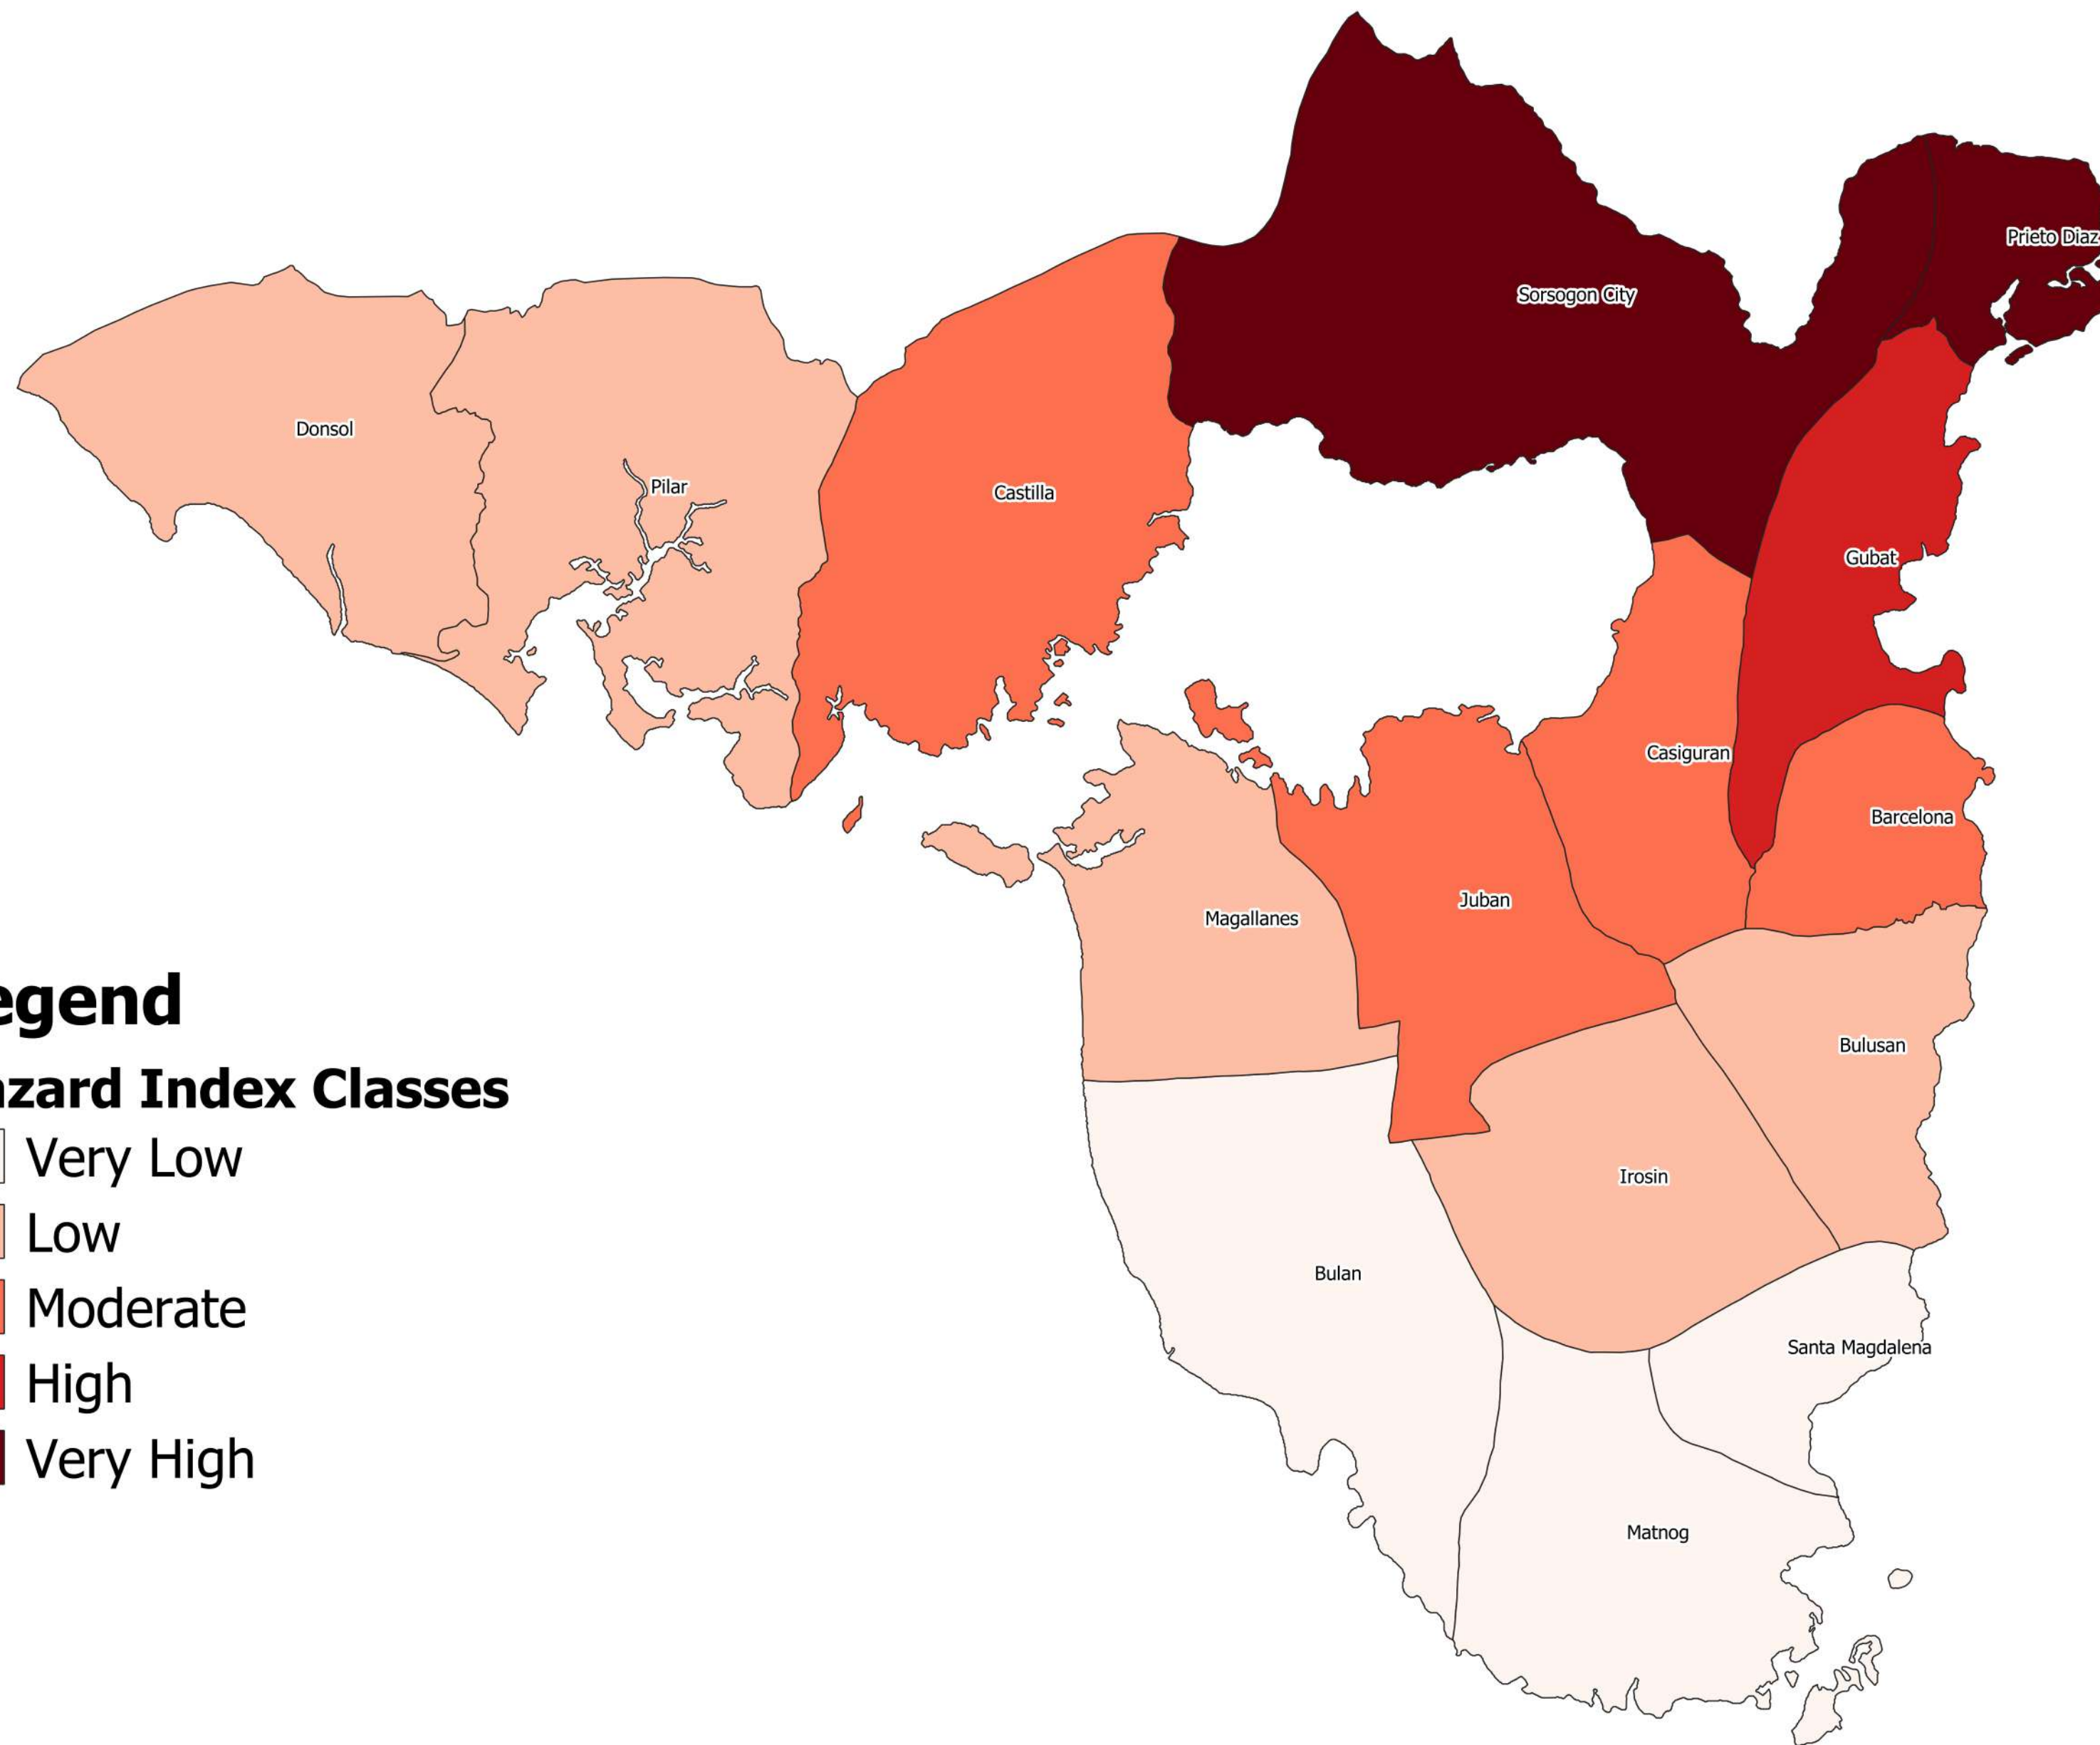 Prieto Diaz
Sorsogon City
Donsol
Pilar
Castilla
Gubat
Casiguran
Barcelona
Juban
Magallanes
Bulusan
Irosin
Bulan
Santa Magdalena
Matnog
egend
azard Index Classes
Very Low
Low
Moderate
High
Very High